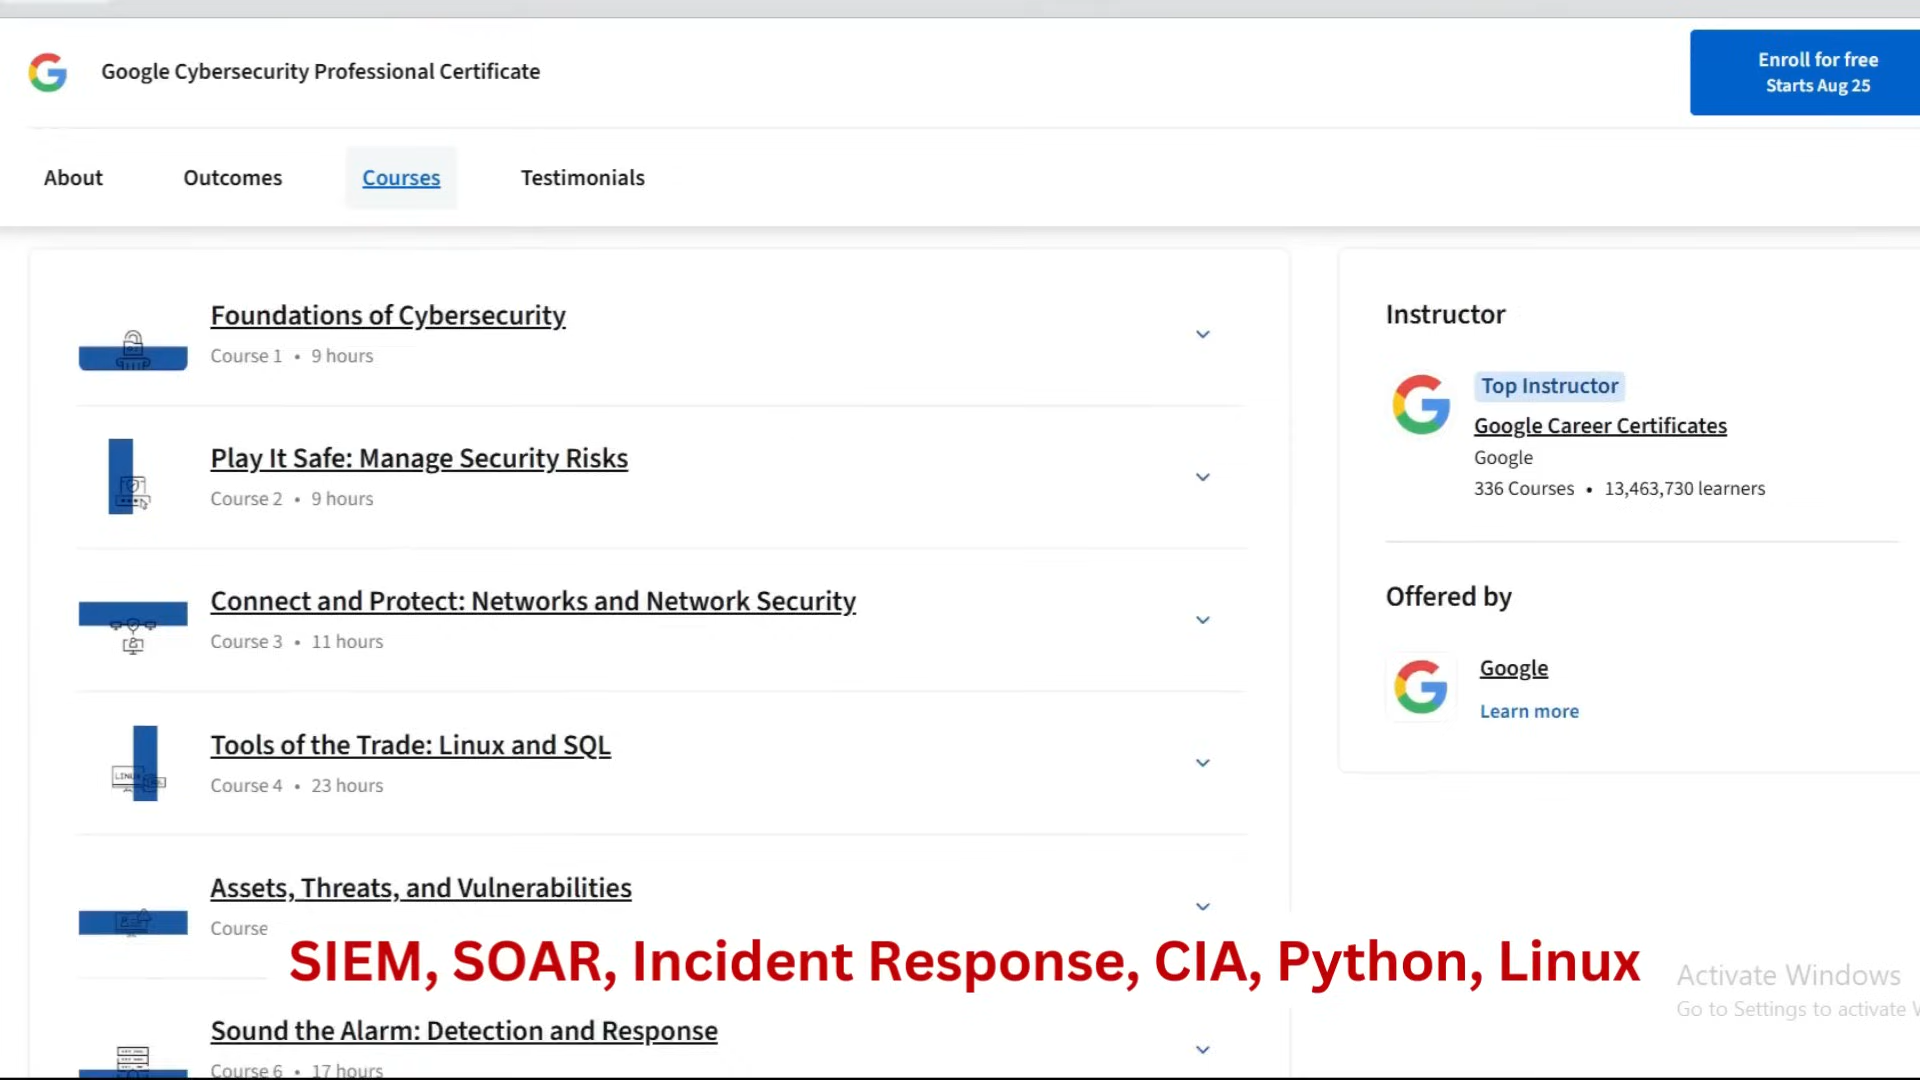 Google Cybersecurity Professional Certificate
Enroll for free
Starts Aug 25
About
Outcomes
Courses
Testimonials
Foundations of Cybersecurity
Course 1 • 9 hours
Play It Safe: Manage Security Risks
Course 2 • 9 hours
Connect and Protect: Networks and Network Security
Course 3 • 11 hours
Tools of the Trade: Linux and SQL
Course 4 • 23 hours
Assets, Threats, and Vulnerabilities
Course
SIEM, SOAR, Incident Response, CIA, Python, Linux
Sound the Alarm: Detection and Response
Course 6 • 17 hours
Instructor
Top Instructor
Google Career Certificates
Google
336 Courses • 13,463,730 learners
Offered by
Google
Learn more
Activate Windows
Go to Settings to activate